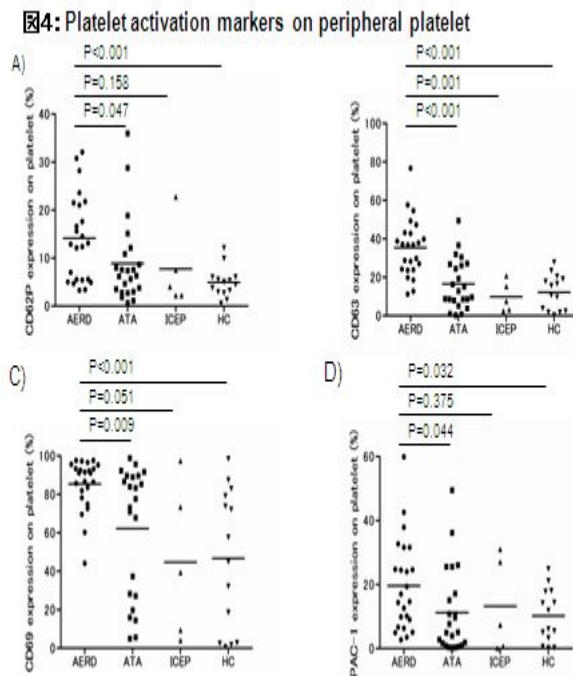 図4: Platelet activation markers on peripheral platelet
A)
P<0.001
P=0.158
P=0.047
CD62P expression on platelet (%)
40
30
20
10
0
AERD ATA ICEP HC
P<0.001
P=0.001
P<0.001
CD63 expression on platelet (%)
100
80
60
40
20
0
AERD ATA ICEP HC
C)
P<0.001
P=0.051
P=0.009
CD69 expression on platelet (%)
100
80
60
40
20
0
AERD ATA ICEP HC
D)
P=0.032
P=0.375
P=0.044
PAC-1 expression on platelet (%)
60
40
20
0
AERD ATA ICEP HC